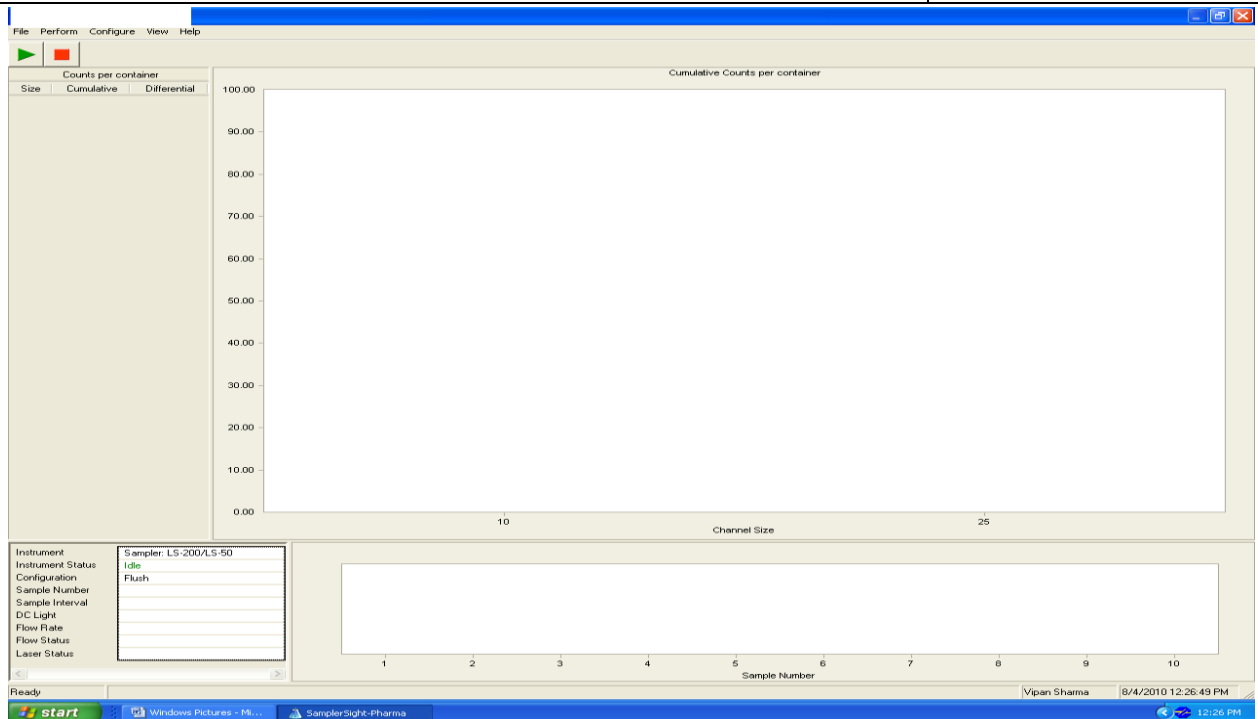 File Perform Configure View Help
Counts per container
Size Cumulative Differential
Cumulative Counts per container
100.00
90.00
80.00
70.00
60.00
50.00
40.00
30.00
20.00
10.00
0.00
10 25
Channel Size
Instrument Sampler: LS-200/LS-50
Instrument Status Idle
Configuration Flush
Sample Number
Sample Interval
DC Light
Flow Rate
Flow Status
Laser Status
1 2 3 4 5 6 7 8 9 10
Sample Number
Ready Vipan Sharma 8/4/2010 12:26:49 PM
start Windows Pictures - Mi... SamplerSight-Pharma 12:26 PM